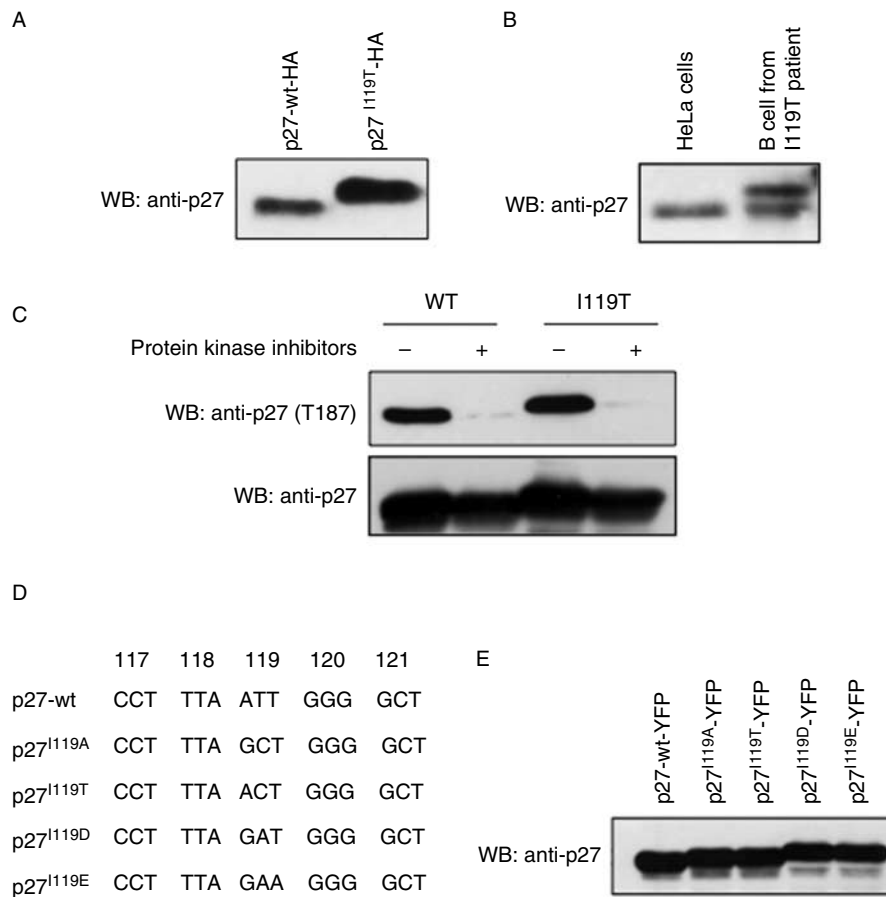 A
p27-wt-HA
p27 I119T-HA
WB: anti-p27
B
HeLa cells
B cell from
I119T patient
WB: anti-p27
C
WT I119T
Protein kinase inhibitors – + – +
WB: anti-p27 (T187)
WB: anti-p27
D
117 118 119 120 121
p27-wt CCT TTA ATT GGG GCT
p27I119A CCT TTA GCT GGG GCT
p27I119T CCT TTA ACT GGG GCT
p27I119D CCT TTA GAT GGG GCT
p27I119E CCT TTA GAA GGG GCT
E
p27-wt-YFP
p27I119A-YFP
p27I119T-YFP
p27I119D-YFP
p27I119E-YFP
WB: anti-p27